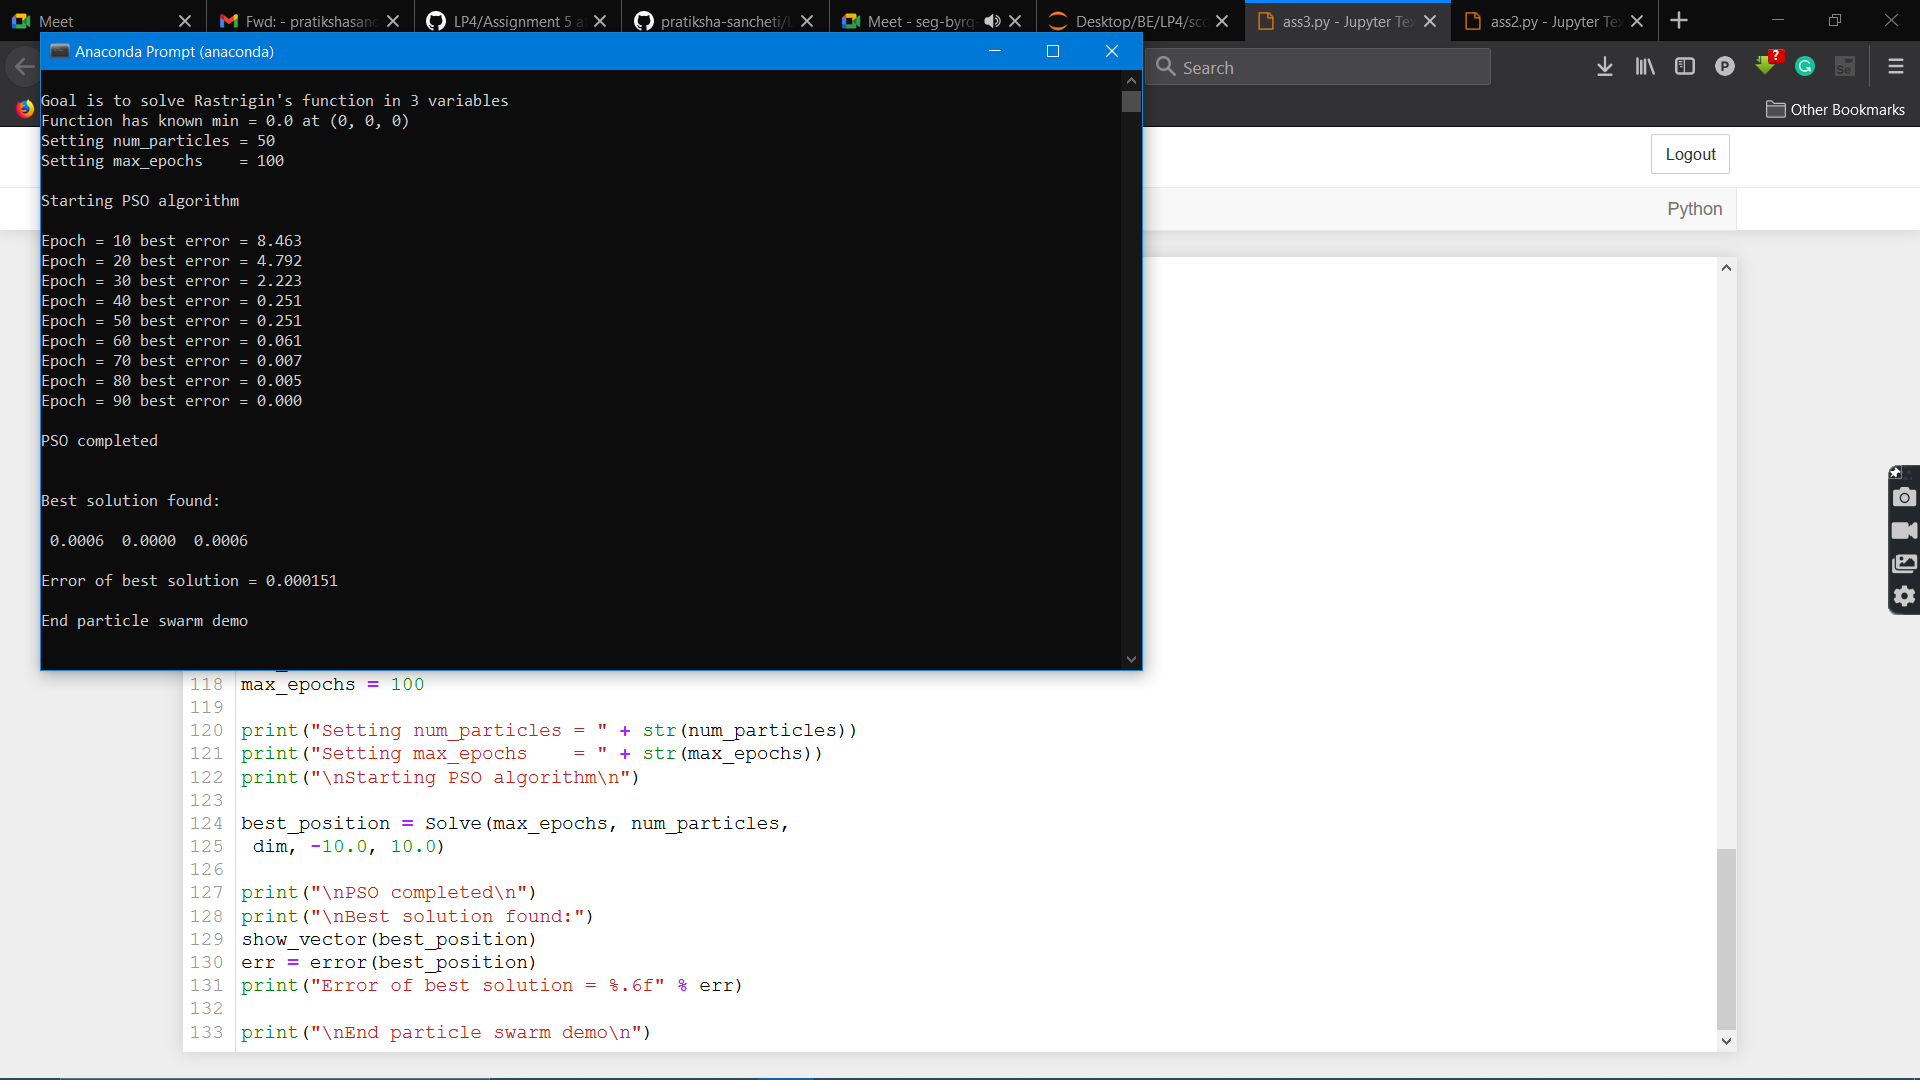 Meet
Fwd: - pratikshasanc
LP4/Assignment 5 a
pratiksha-sancheti/L
Meet - seg-byrq
Desktop/BE/LP4/sco
ass3.py - Jupyter Tex
ass2.py - Jupyter Tex
Anaconda Prompt (anaconda)
Search
Other Bookmarks
Logout
Python
Goal is to solve Rastrigin's function in 3 variables
Function has known min = 0.0 at (0, 0, 0)
Setting num_particles = 50
Setting max_epochs    = 100
Starting PSO algorithm
Epoch = 10 best error = 8.463
Epoch = 20 best error = 4.792
Epoch = 30 best error = 2.223
Epoch = 40 best error = 0.251
Epoch = 50 best error = 0.251
Epoch = 60 best error = 0.061
Epoch = 70 best error = 0.007
Epoch = 80 best error = 0.005
Epoch = 90 best error = 0.000
PSO completed
Best solution found:
0.0006  0.0000  0.0006
Error of best solution = 0.000151
End particle swarm demo
118 max_epochs = 100
119
120 print("Setting num_particles = " + str(num_particles))
121 print("Setting max_epochs    = " + str(max_epochs))
122 print("\nStarting PSO algorithm\n")
123
124 best_position = Solve(max_epochs, num_particles,
125  dim, -10.0, 10.0)
126
127 print("\nPSO completed\n")
128 print("\nBest solution found:")
129 show_vector(best_position)
130 err = error(best_position)
131 print("Error of best solution = %.6f" % err)
132
133 print("\nEnd particle swarm demo\n")